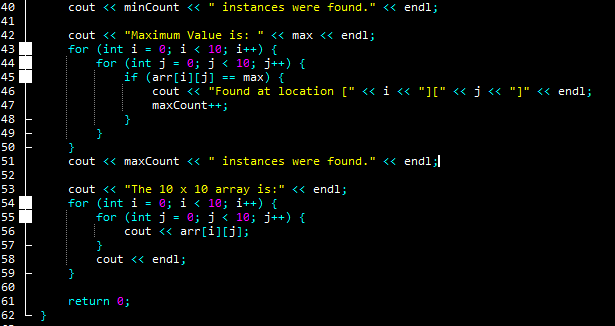 40 cout << minCount << " instances were found." << endl;
41
42 cout << "Maximum Value is: " << max << endl;
43 for (int i = 0; i < 10; i++) {
44 for (int j = 0; j < 10; j++) {
45 if (arr[i][j] == max) {
46 cout << "Found at location [" << i << "][" << j << "]" << endl;
47 maxCount++;
48 }
49 }
50 }
51 cout << maxCount << " instances were found." << endl;
52
53 cout << "The 10 x 10 array is:" << endl;
54 for (int i = 0; i < 10; i++) {
55 for (int j = 0; j < 10; j++) {
56 cout << arr[i][j];
57 }
58 cout << endl;
59 }
60
61 return 0;
62 }